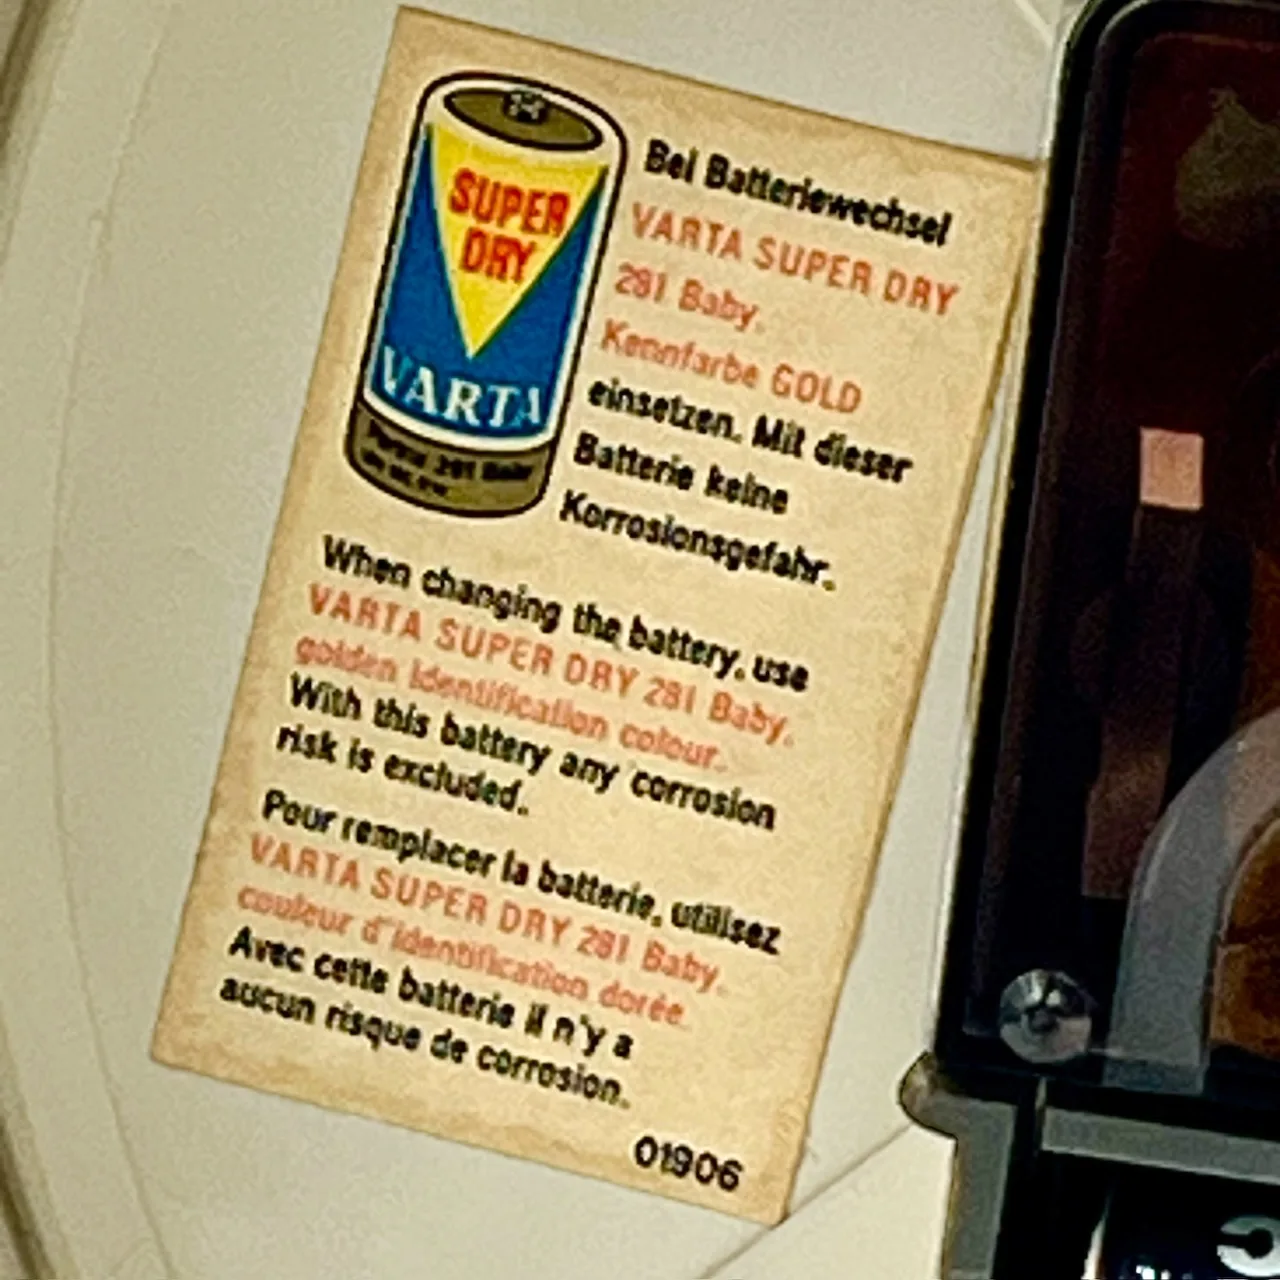 SUPER
DRY
VARTA
Bei Batteriewechsel
VARTA SUPER DRY
281 Baby.
Kennfarbe GOLD
einsetzen. Mit dieser
Batterie keine
Korrosionsgefahr.
When changing the battery, use
VARTA SUPER DRY 281 Baby.
golden identification colour.
With this battery any corrosion
risk is excluded.
Pour remplacer la batterie, utilisez
VARTA SUPER DRY 281 Baby,
couleur d'identification dorée.
Avec cette batterie il n'y a
aucun risque de corrosion.
01906